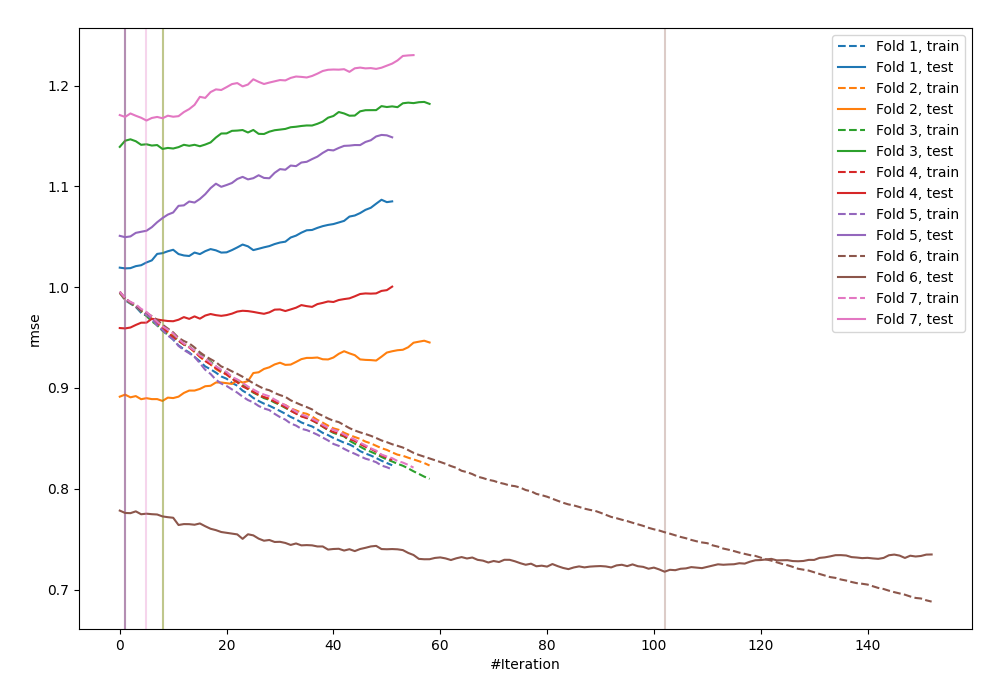 Fold 1, train
Fold 1, test
Fold 2, train
Fold 2, test
Fold 3, train
Fold 3, test
Fold 4, train
Fold 4, test
Fold 5, train
Fold 5, test
Fold 6, train
Fold 6, test
Fold 7, train
Fold 7, test
1.2
1.1
1.0
0.9
0.8
0.7
rmse
0 20 40 60 80 100 120 140
#Iteration